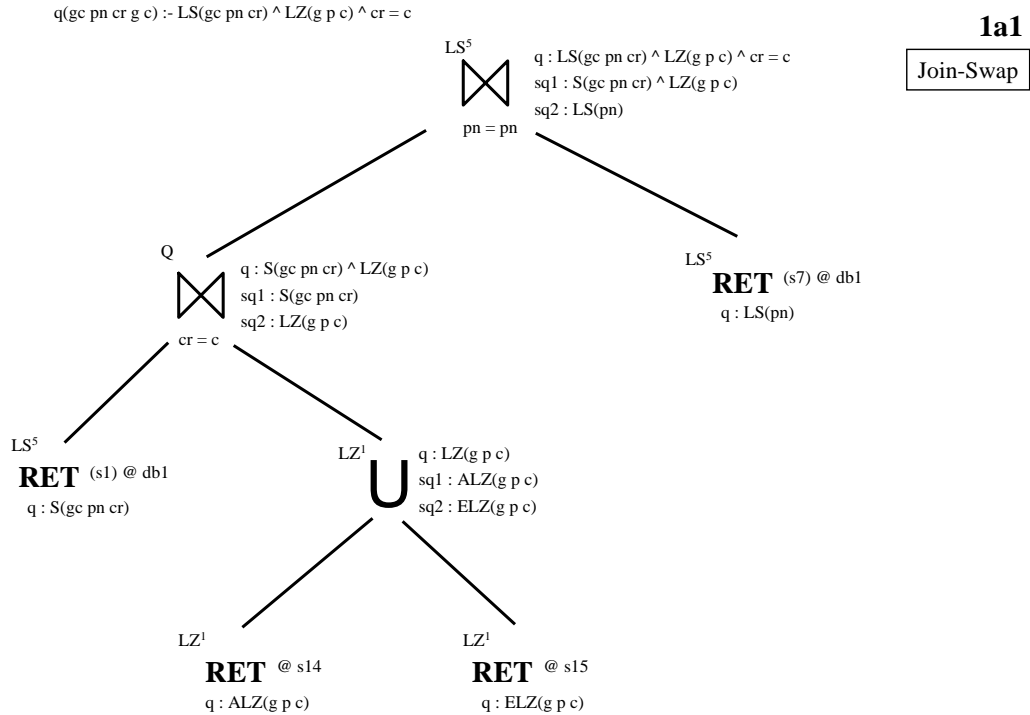 q(gc pn cr g c) :- LS(gc pn cr) ^ LZ(g p c) ^ cr = c
1a1
Join-Swap
LS⁵
q : LS(gc pn cr) ^ LZ(g p c) ^ cr = c
sq1 : S(gc pn cr) ^ LZ(g p c)
sq2 : LS(pn)
pn = pn
Q
q : S(gc pn cr) ^ LZ(g p c)
sq1 : S(gc pn cr)
sq2 : LZ(g p c)
cr = c
LS⁵
RET (s7) @ db1
q : LS(pn)
LS⁵
RET (s1) @ db1
q : S(gc pn cr)
LZ¹
q : LZ(g p c)
sq1 : ALZ(g p c)
sq2 : ELZ(g p c)
LZ¹
RET @ s14
q : ALZ(g p c)
LZ¹
RET @ s15
q : ELZ(g p c)